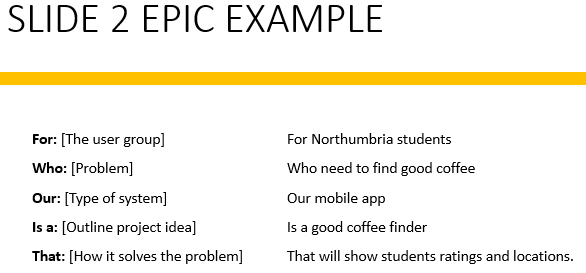 SLIDE 2 EPIC EXAMPLE
For: [The user group] For Northumbria students
Who: [Problem] Who need to find good coffee
Our: [Type of system] Our mobile app
Is a: [Outline project idea] Is a good coffee finder
That: [How it solves the problem] That will show students ratings and locations.